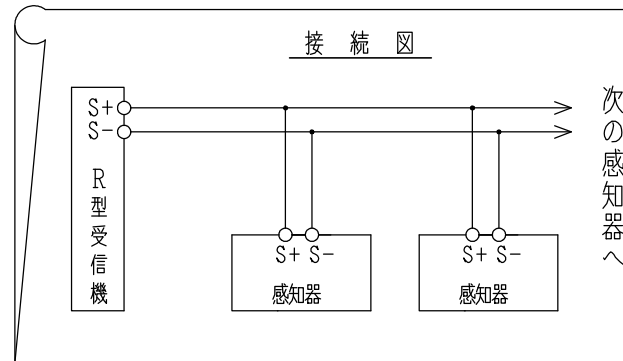 接続図
S+
S−
R型受信機
S+ S−
感知器
S+ S−
感知器
次の感知器へ